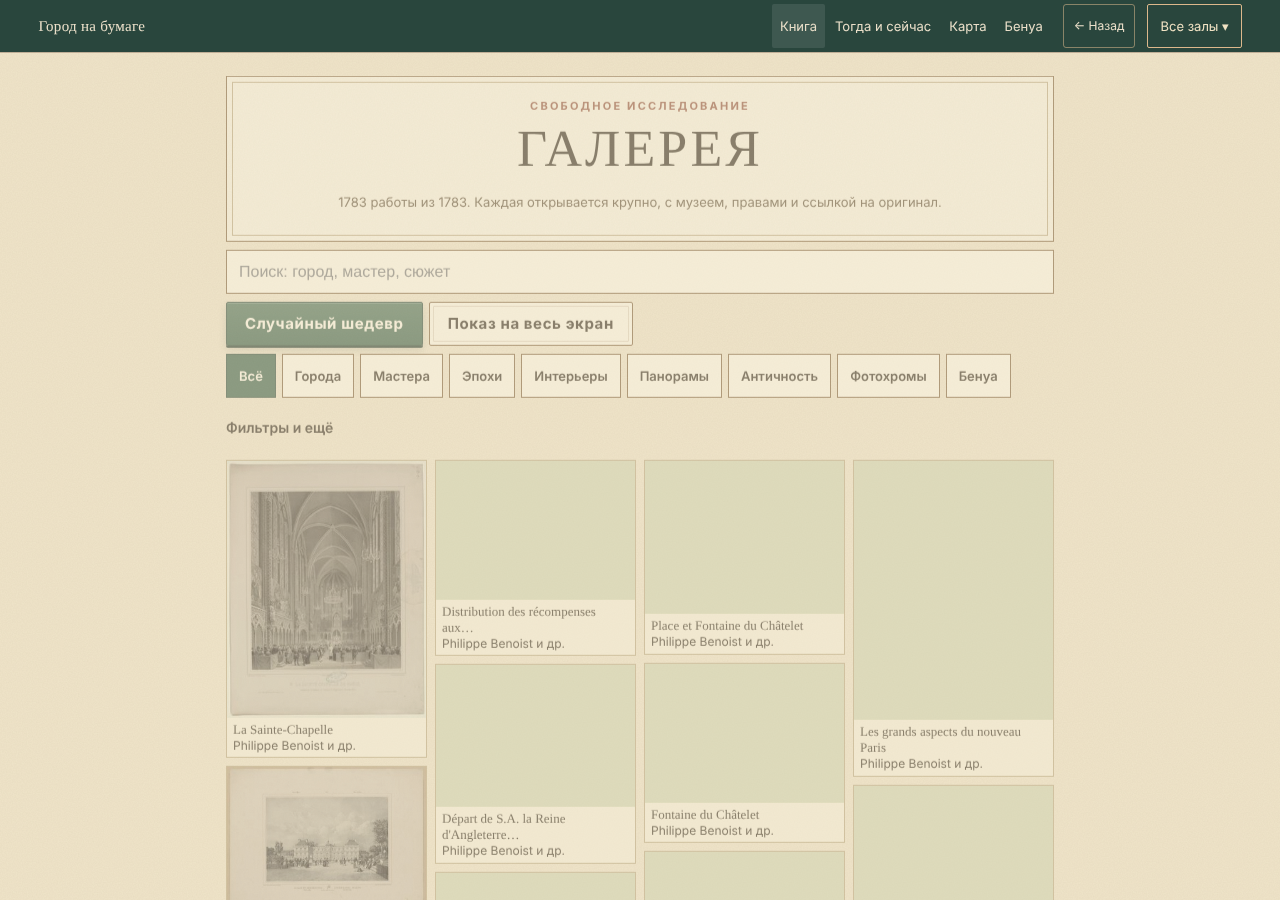 Город на бумаге
Книга
Тогда и сейчас
Карта
Бенуа
← Назад
Все залы ▾
СВОБОДНОЕ ИССЛЕДОВАНИЕ
ГАЛЕРЕЯ
1783 работы из 1783. Каждая открывается крупно, с музеем, правами и ссылкой на оригинал.
Поиск: город, мастер, сюжет
Случайный шедевр
Показ на весь экран
Всё
Города
Мастера
Эпохи
Интерьеры
Панорамы
Античность
Фотохромы
Бенуа
Фильтры и ещё
La Sainte-Chapelle
Philippe Benoist и др.
Distribution des récompenses
aux…
Philippe Benoist и др.
Place et Fontaine du Châtelet
Philippe Benoist и др.
Les grands aspects du nouveau
Paris
Philippe Benoist и др.
Départ de S.A. la Reine
d'Angleterre…
Philippe Benoist и др.
Fontaine du Châtelet
Philippe Benoist и др.